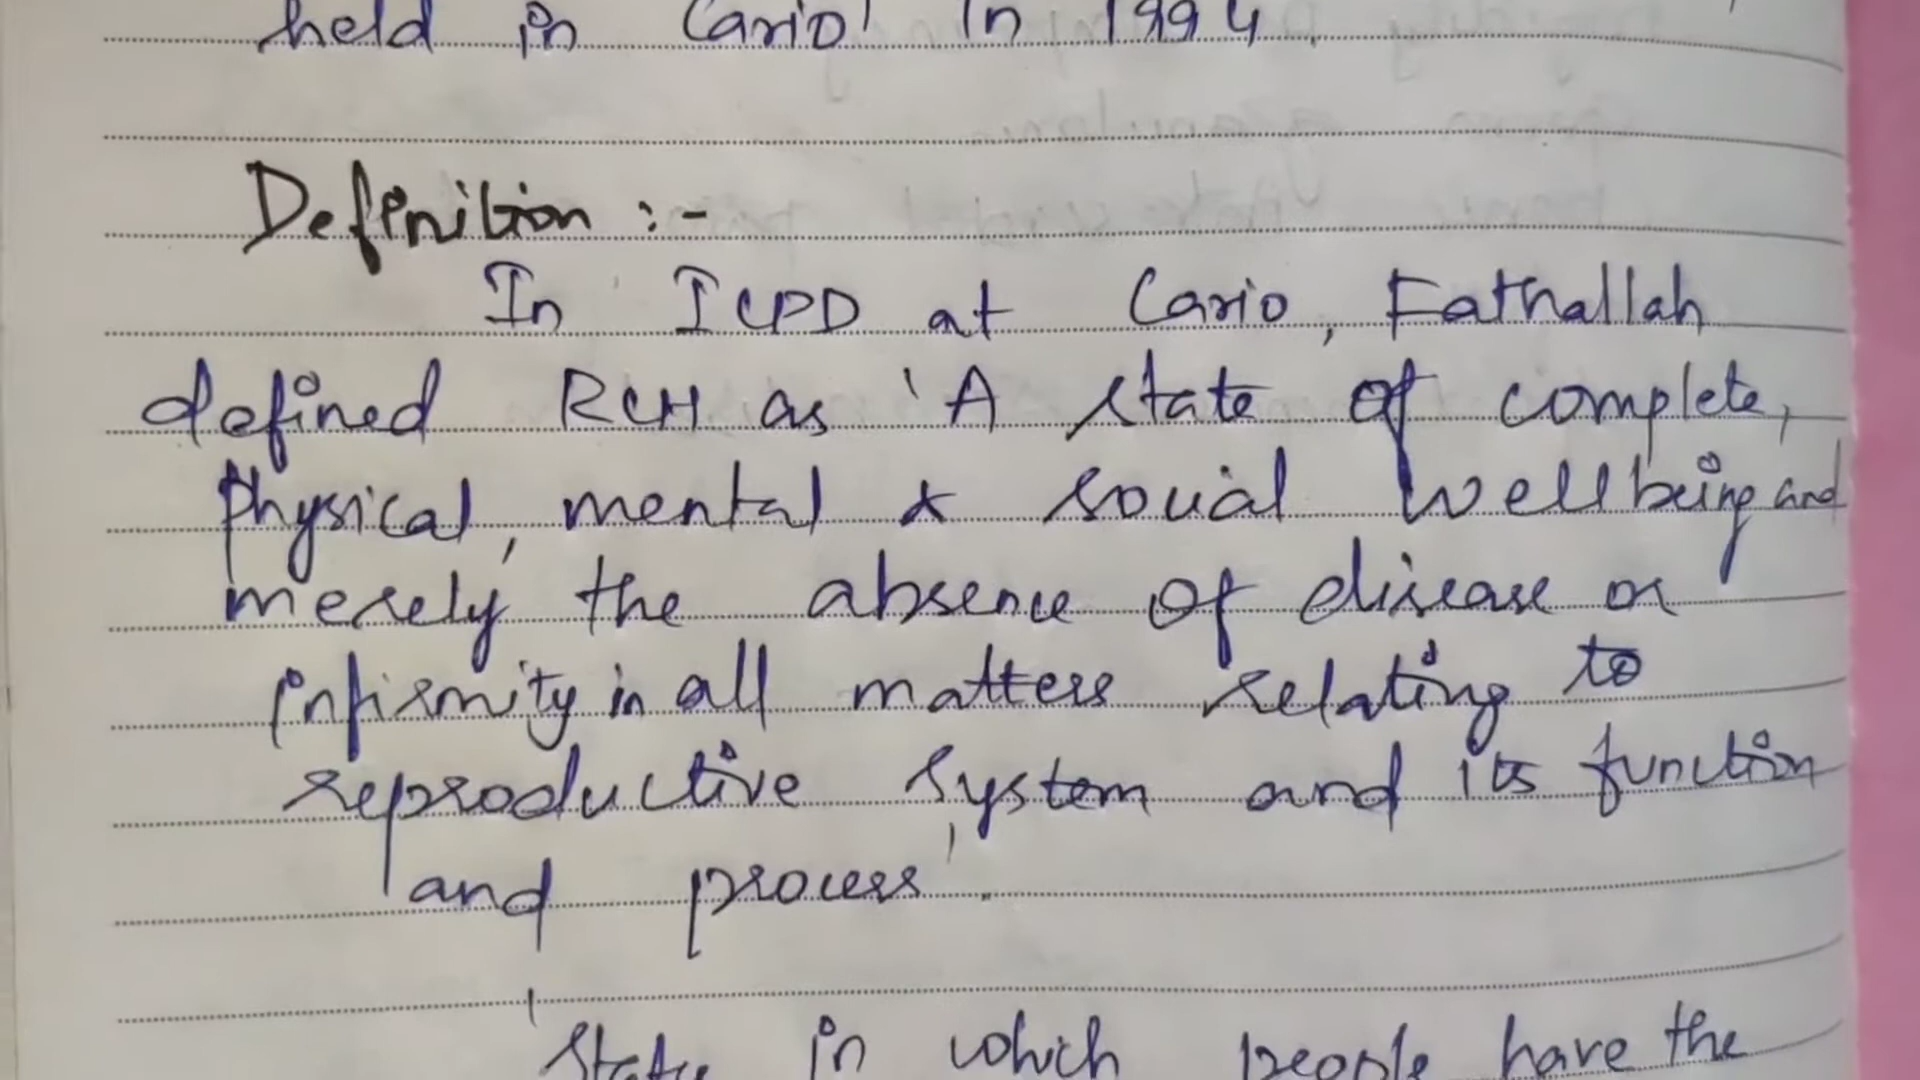 held in Cario' in 1994.
Definition :-
In ICPD at Cario, Fathallah
defined RCH as 'A state of complete,
Physical, mental & social wellbeing and
merely the absence of disease or
infirmity in all matters relating to
reproductive system and its function
and process'.
'State in which people have the